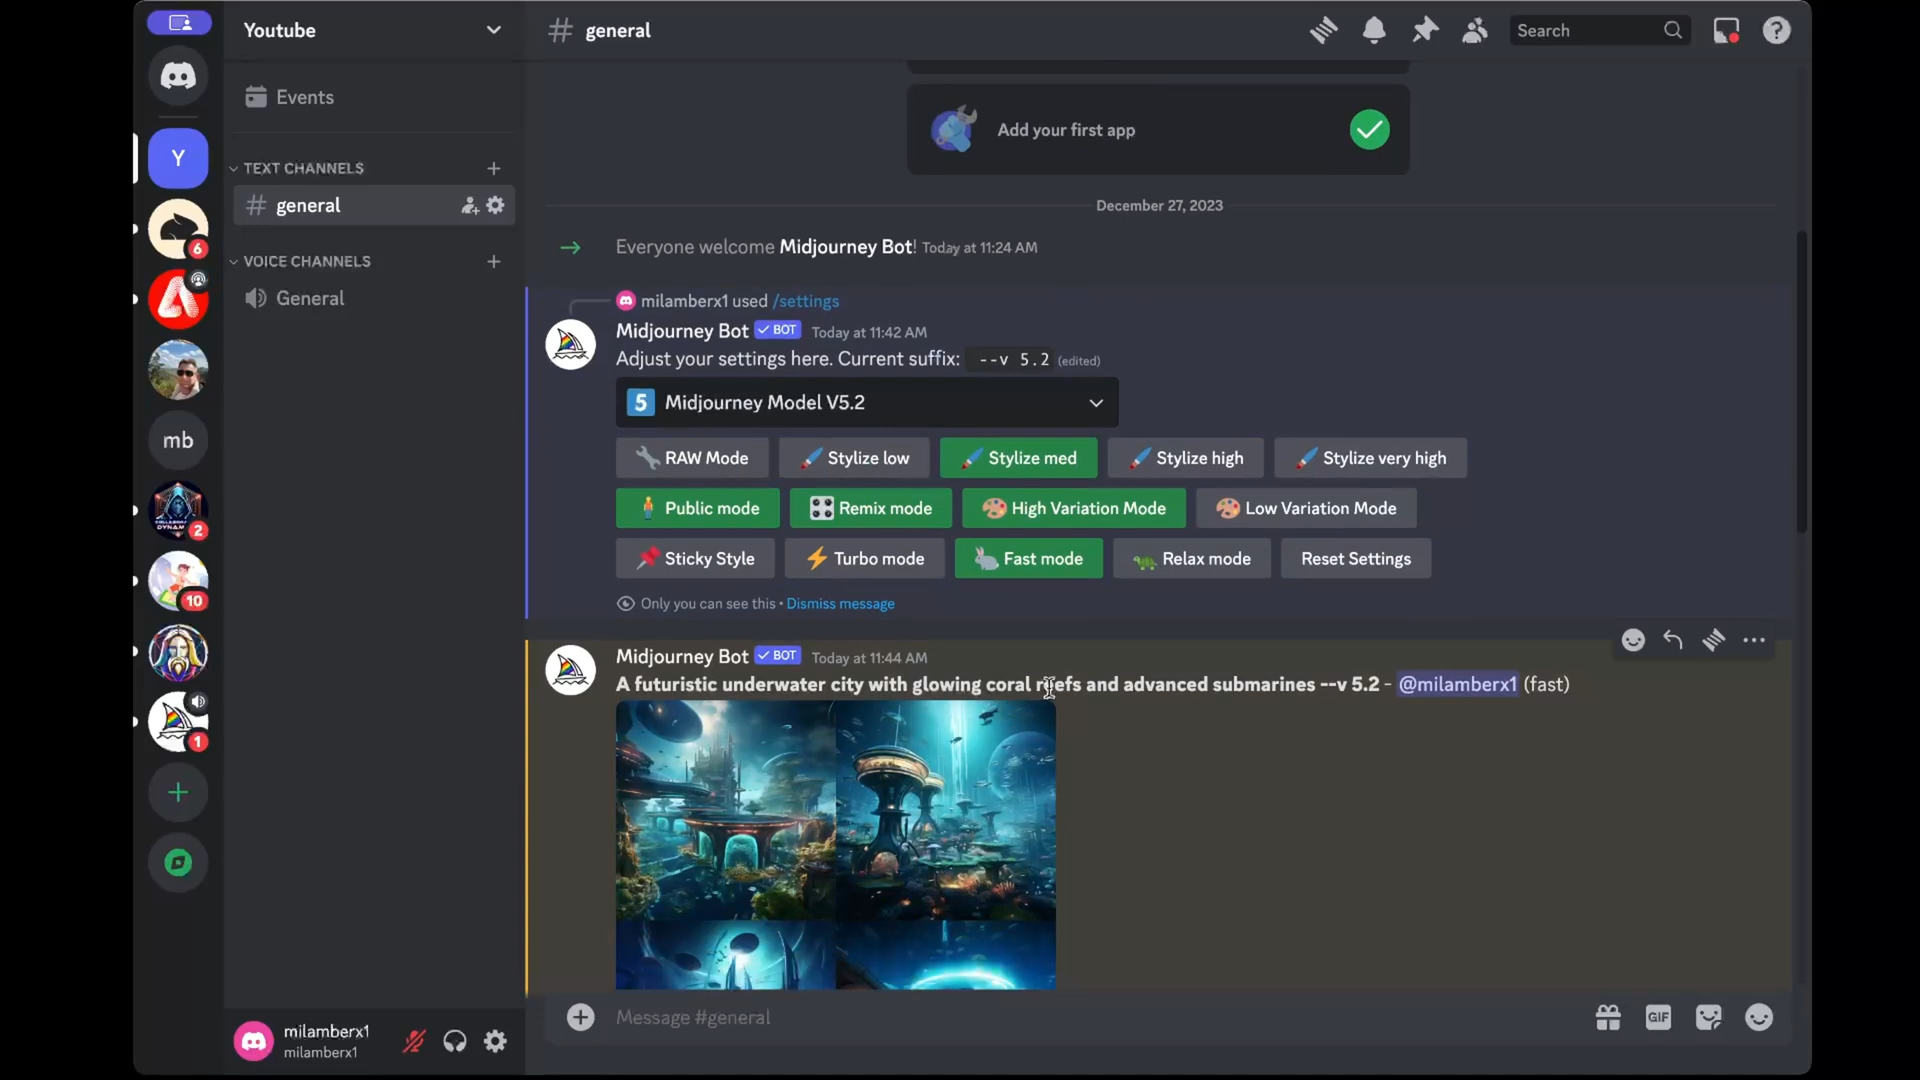 Youtube
# general
Search
Events
Add your first app
Y
TEXT CHANNELS
# general
December 27, 2023
6
Everyone welcome Midjourney Bot! Today at 11:24 AM
VOICE CHANNELS
General
milamberx1 used /settings
Midjourney Bot BOT Today at 11:42 AM
Adjust your settings here. Current suffix: --v 5.2 (edited)
5 Midjourney Model V5.2
mb
RAW Mode Stylize low Stylize med Stylize high Stylize very high
Public mode Remix mode High Variation Mode Low Variation Mode
2
Sticky Style Turbo mode Fast mode Relax mode Reset Settings
10
Only you can see this • Dismiss message
Midjourney Bot BOT Today at 11:44 AM
A futuristic underwater city with glowing coral reefs and advanced submarines --v 5.2 - @milamberx1 (fast)
1
Message #general
GIF
milamberx1
milamberx1